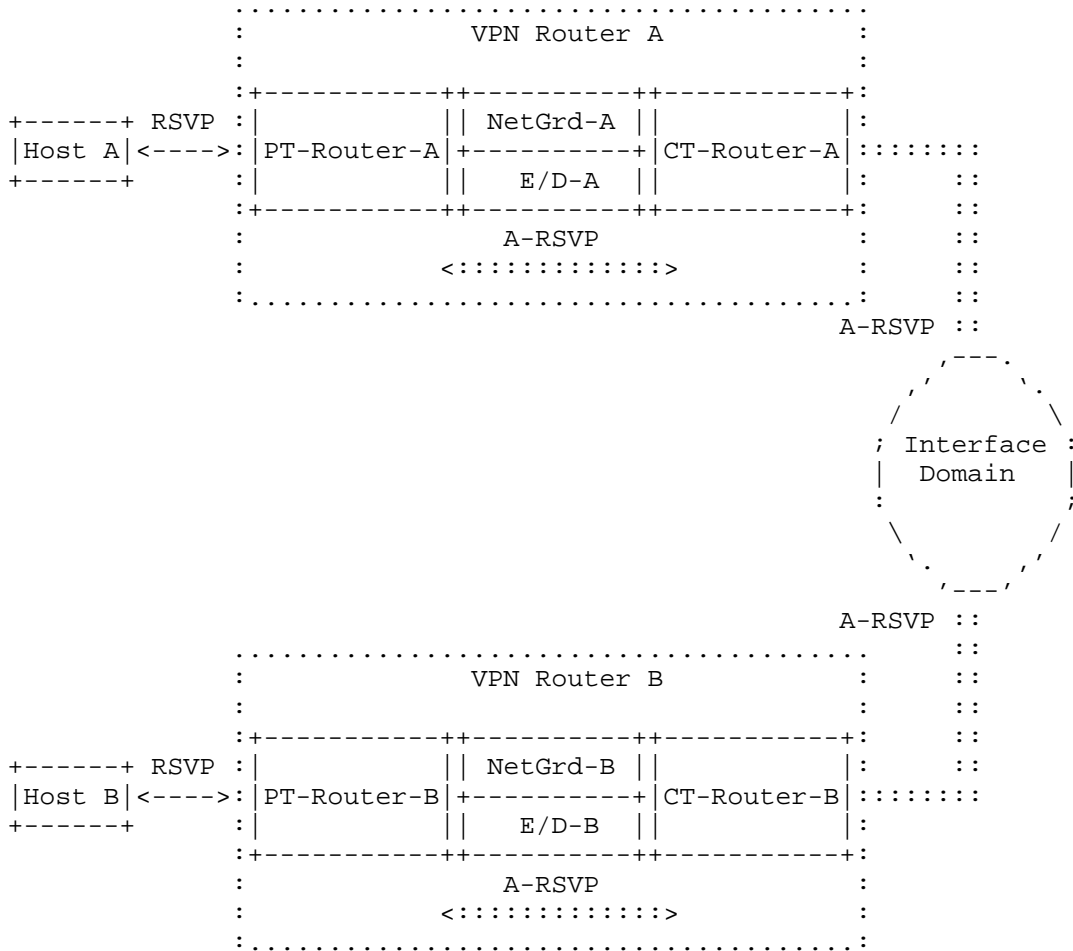 VPN Router A
NetGrd-A
RSVP
Host A PT-Router-A CT-Router-A
E/D-A
A-RSVP
A-RSVP
Interface
Domain
A-RSVP
VPN Router B
NetGrd-B
RSVP
Host B PT-Router-B CT-Router-B
E/D-B
A-RSVP